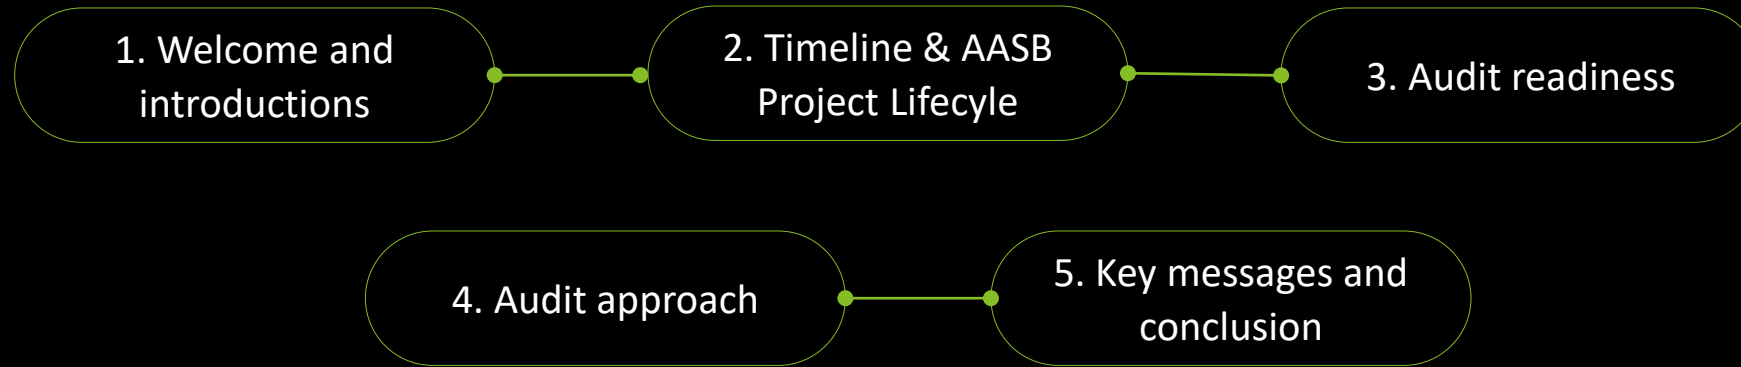 1. Welcome and
introductions
2. Timeline & AASB
Project Lifecyle
3. Audit readiness
4. Audit approach
5. Key messages and
conclusion